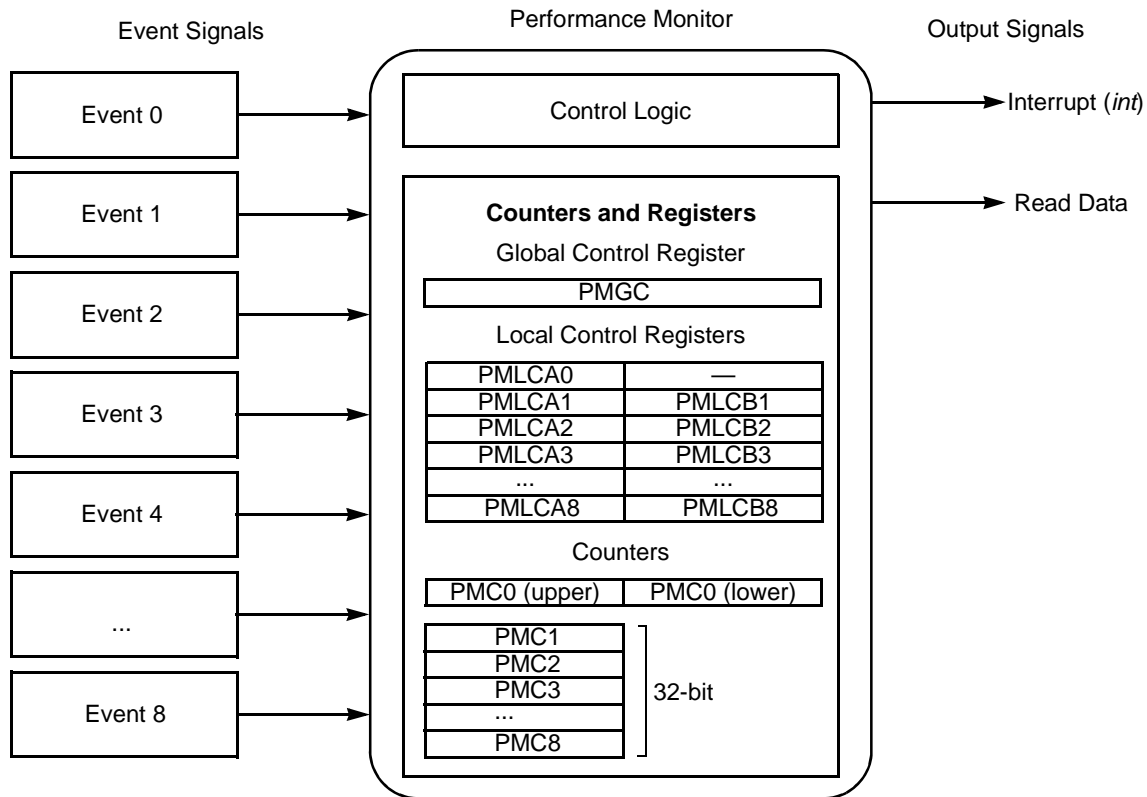 Event Signals
Performance Monitor
Output Signals
Event 0
Event 1
Event 2
Event 3
Event 4
...
Event 8
Control Logic
Counters and Registers
Global Control Register
PMGC
Local Control Registers
PMLCA0 —
PMLCA1 PMLCB1
PMLCA2 PMLCB2
PMLCA3 PMLCB3
... ...
PMLCA8 PMLCB8
Counters
PMC0 (upper) PMC0 (lower)
PMC1
PMC2
PMC3
...
PMC8
32-bit
Interrupt (int)
Read Data